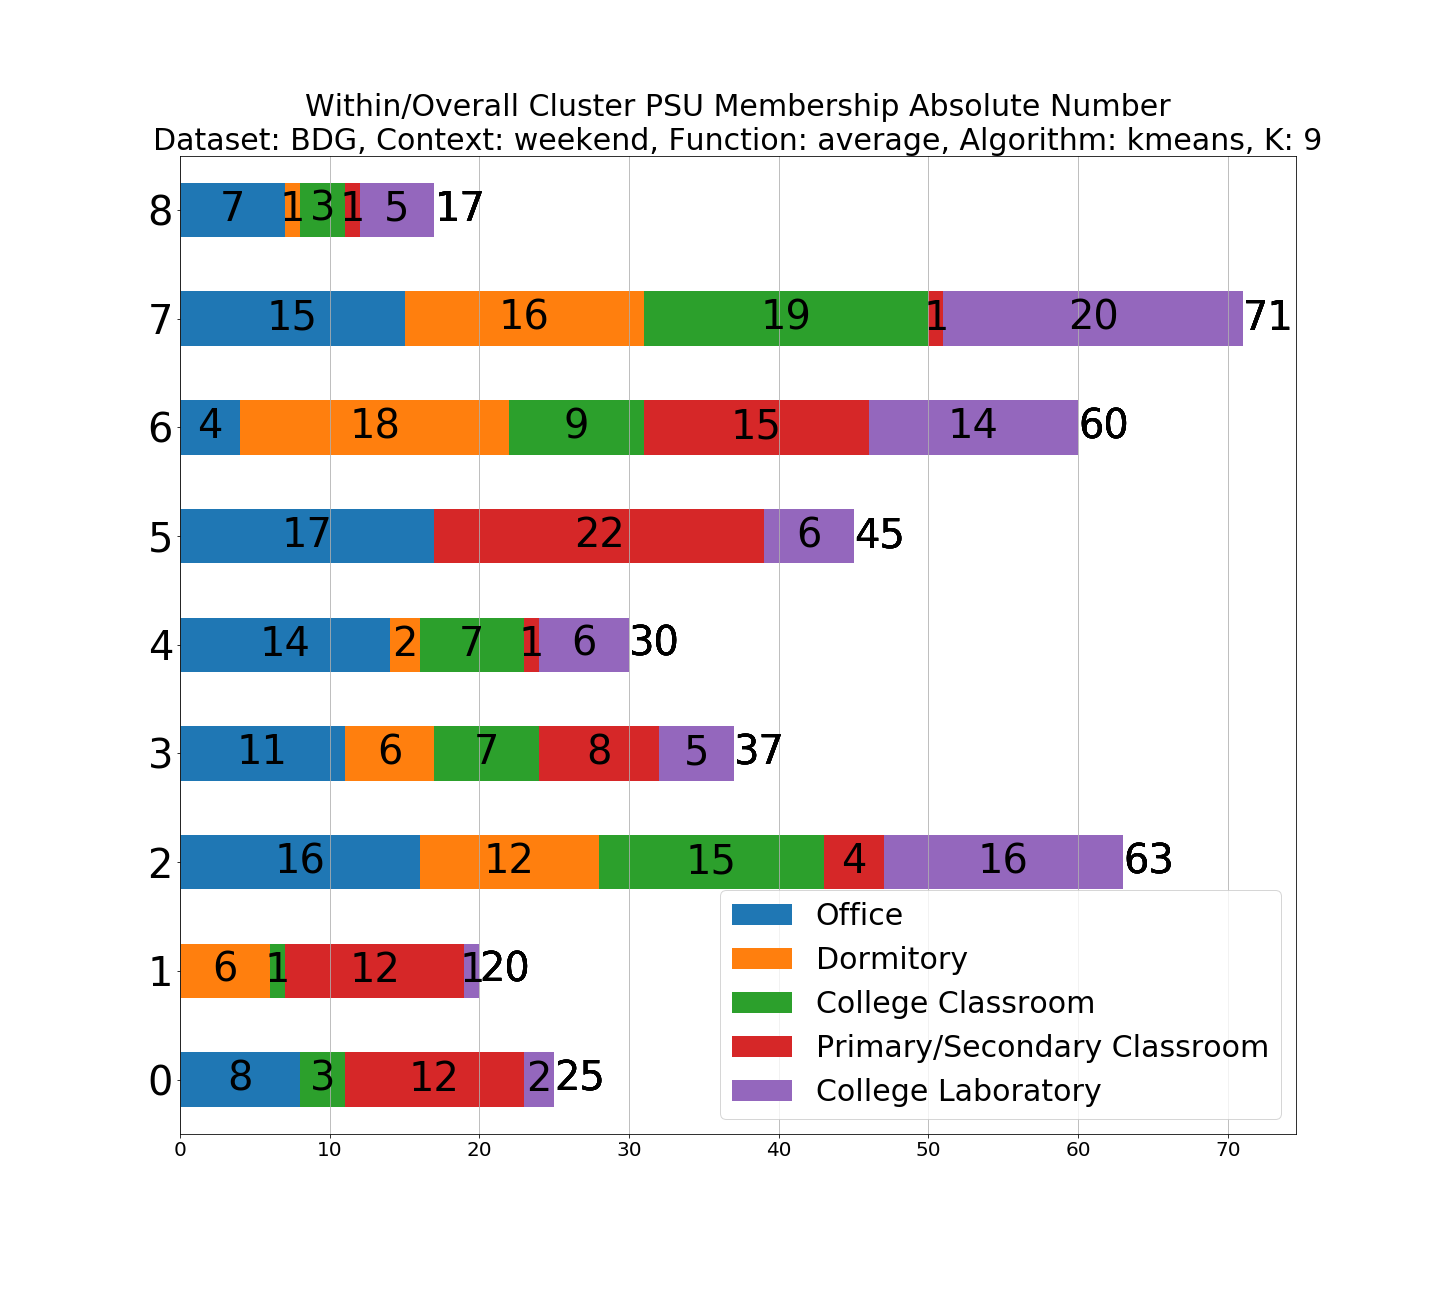 Within/Overall Cluster PSU Membership Absolute Number
Dataset: BDG, Context: weekend, Function: average, Algorithm: kmeans, K: 9
8 7 1 3 1 5 17
7 15 16 19 1 20 71
6 4 18 9 15 14 60
5 17 22 6 45
4 14 2 7 1 6 30
3 11 6 7 8 5 37
2 16 12 15 4 16 63
1 6 1 12 1 20
0 8 3 12 2 25
Office
Dormitory
College Classroom
Primary/Secondary Classroom
College Laboratory
0 10 20 30 40 50 60 70